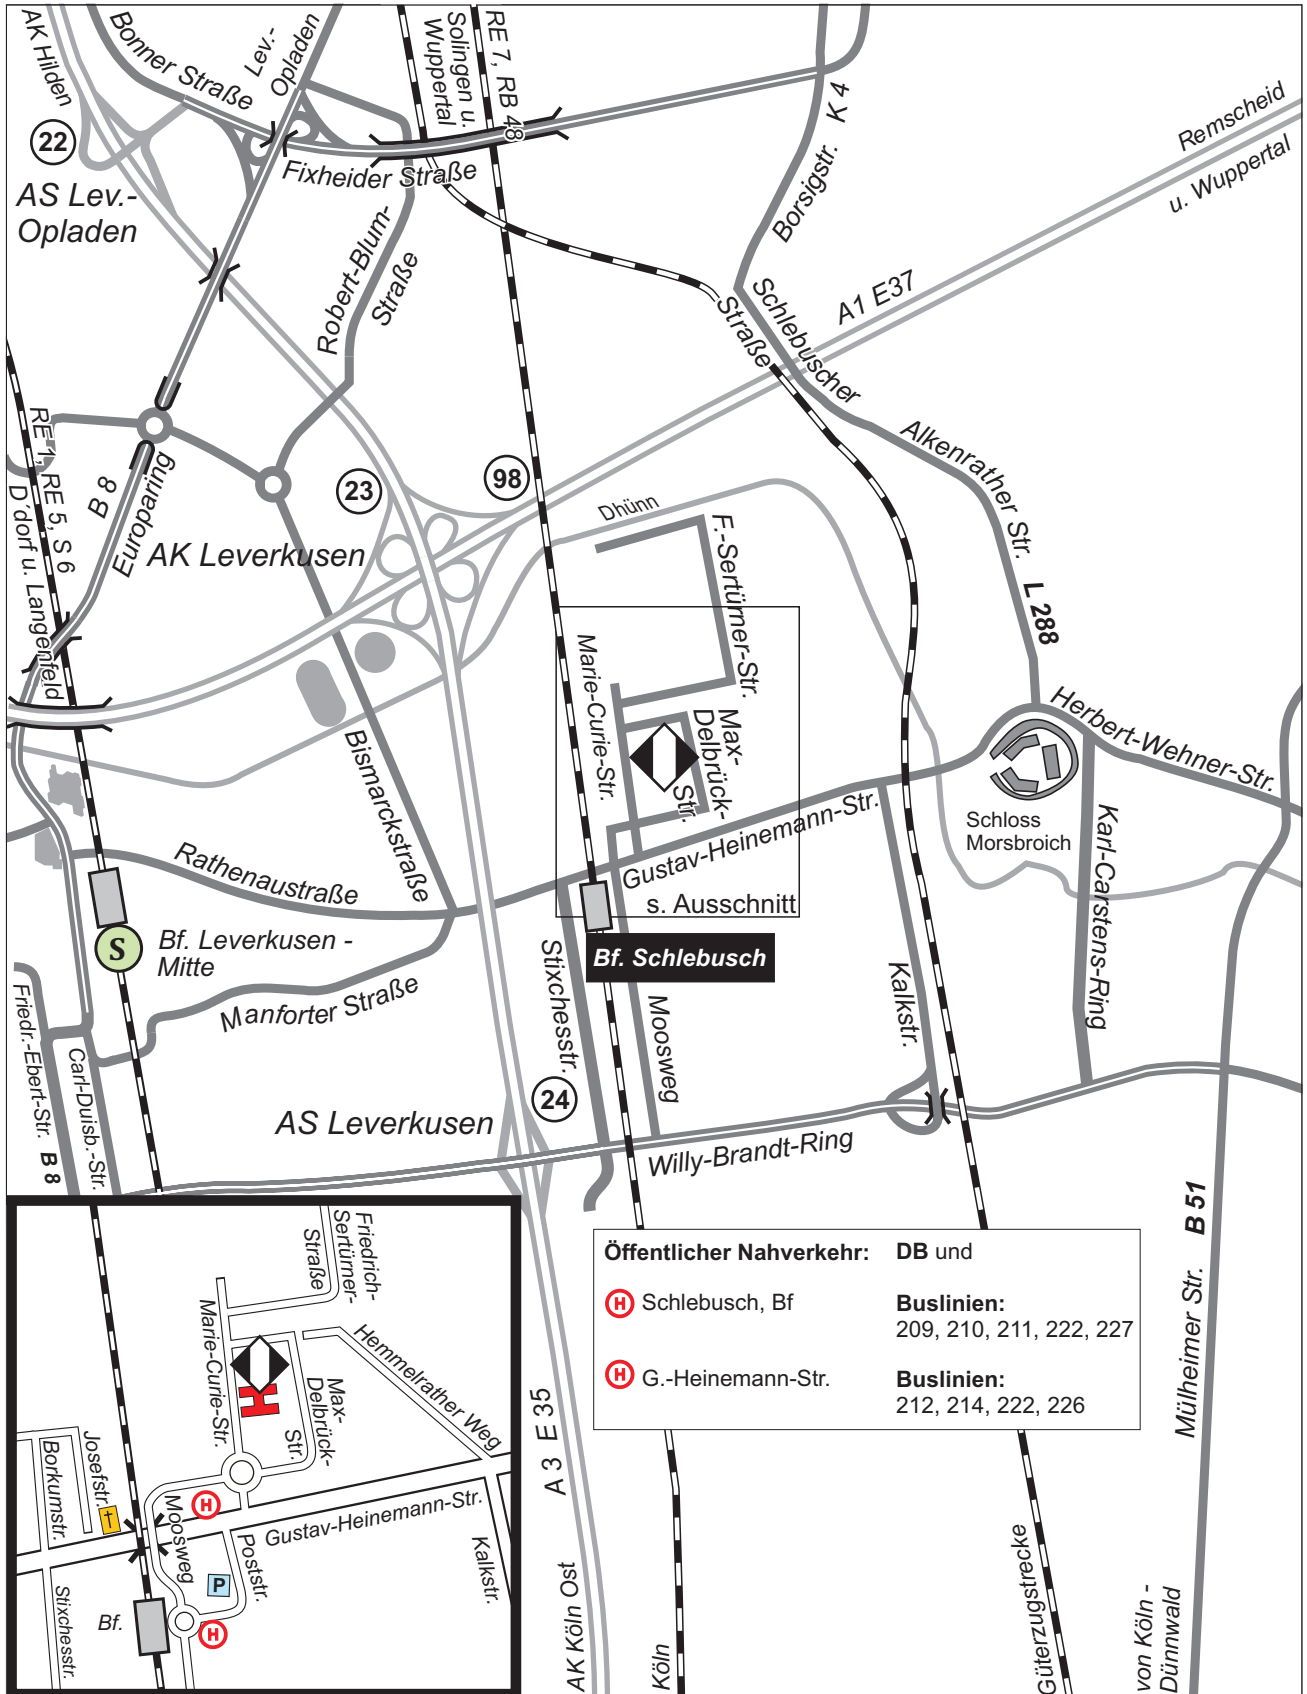 AK Hilden
Bonner Straße
Lev.-
Opladen
Solingen u.
Wuppertal
RE 7, RB 48
K 4
Borsigstr.
Remscheid
u. Wuppertal
22
AS Lev.-
Opladen
Fixheider Straße
Robert-Blum-
Straße
Schlebuscher
Straße
A1 E37
RE 1, RE 5, S 6
D´dorf u. Langenfeld
B 8
Europaring
23
98
AK Leverkusen
Dhünn
F.-Sertürner-Str.
Alkenrather Str.
L 288
Marie-Curie-Str.
Max-
Delbrück-
Str.
Herbert-Wehner-Str.
Bismarckstraße
Schloss
Morsbroich
Karl-Carstens-Ring
Rathenaustraße
Gustav-Heinemann-Str.
s. Ausschnitt
S
Bf. Leverkusen -
Mitte
Bf. Schlebusch
Manforter Straße
Stixchesstr.
Moosweg
Kalkstr.
Friedr.-Ebert-Str.
B 8
Carl-Duisb.-Str.
24
AS Leverkusen
Willy-Brandt-Ring
B 51
Mülheimer Str.
Öffentlicher Nahverkehr: DB und
H Schlebusch, Bf Buslinien:
209, 210, 211, 222, 227
H G.-Heinemann-Str. Buslinien:
212, 214, 222, 226
A 3 E 35
AK Köln Ost
Köln
Güterzugstrecke
von Köln -
Dünnwald
Friedrich-
Sertürner-
Straße
Marie-Curie-Str.
Hemmelrather Weg
Max-
Delbrück-
Str.
H
Josefstr.
Borkumstr.
Moosweg
H
Gustav-Heinemann-Str.
Poststr.
P
Kalkstr.
Stixchesstr.
Bf.
H